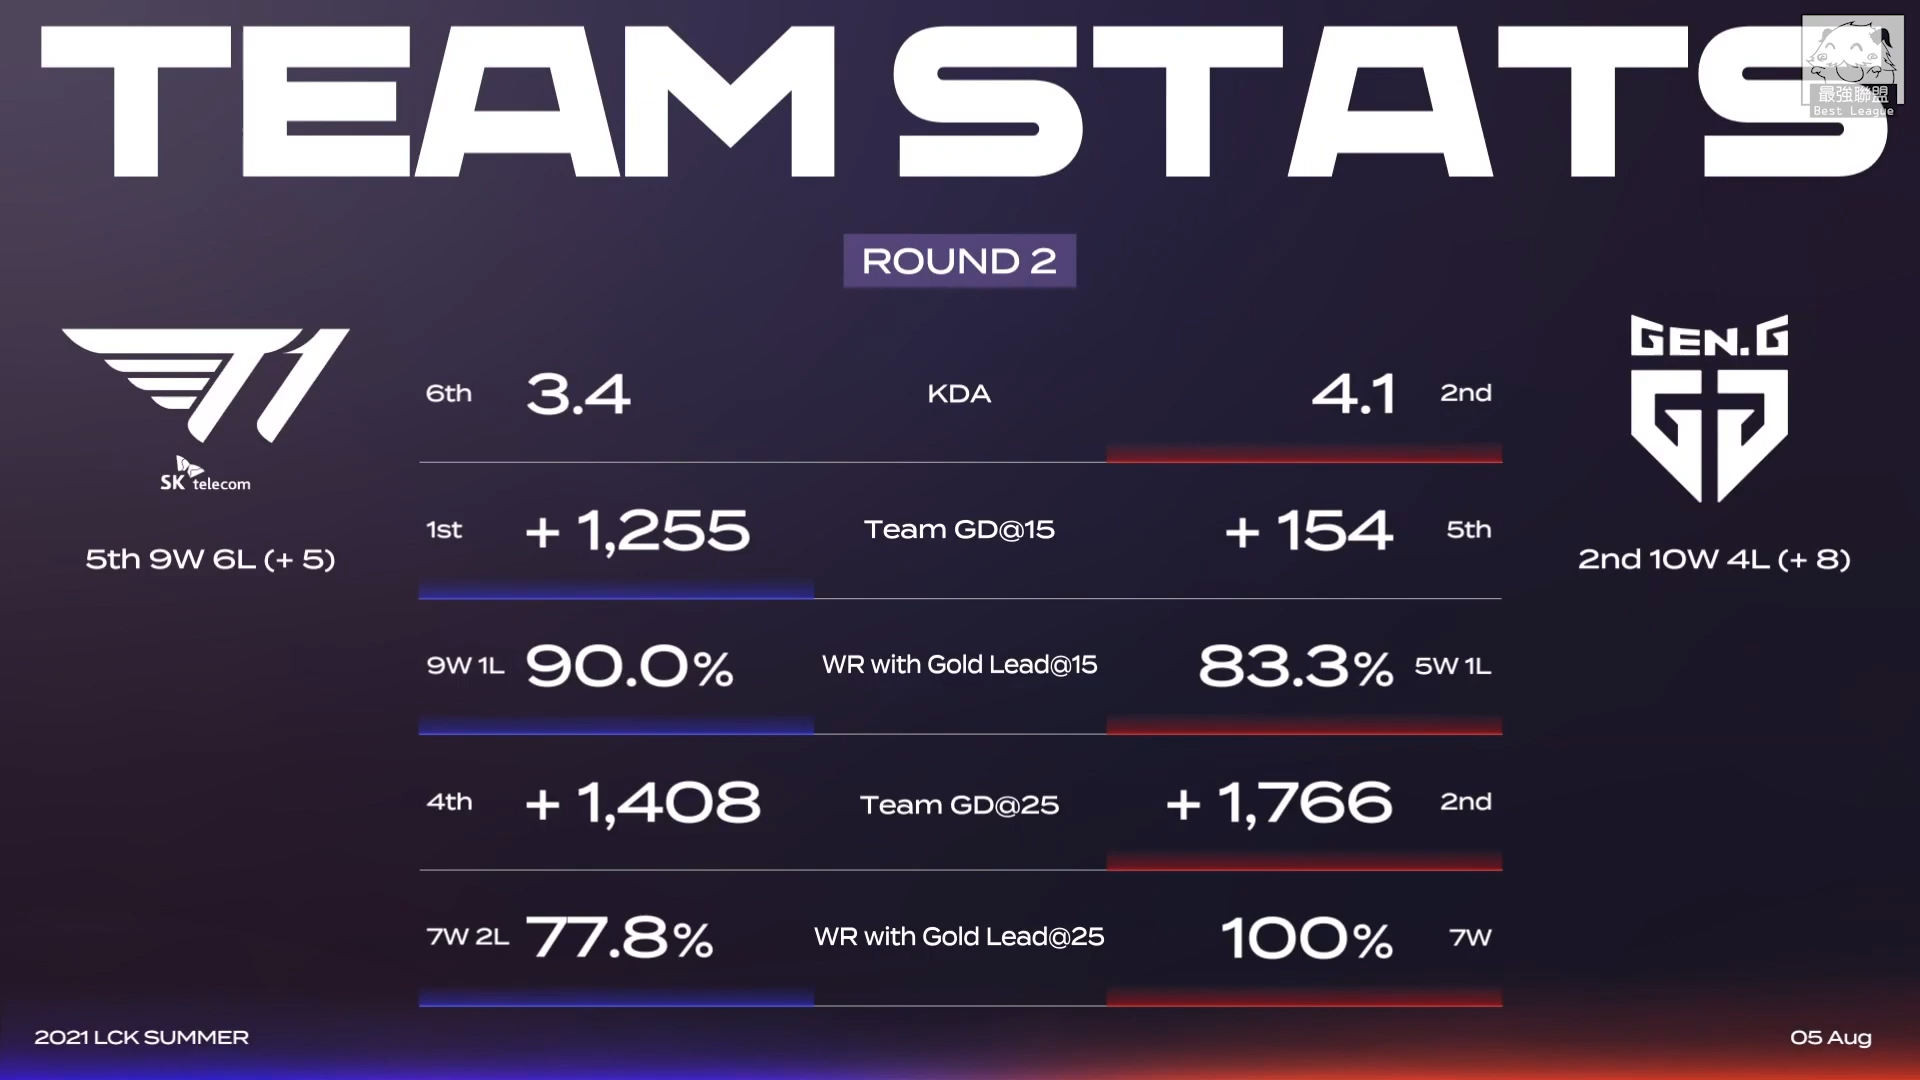 TEAM STATS
最強聯盟
Best League
ROUND 2
T1
SK telecom
5th 9W 6L (+ 5)
GEN.G
2nd 10W 4L (+ 8)
6th 3.4 KDA 4.1 2nd
1st + 1,255 Team GD@15 + 154 5th
9W 1L 90.0% WR with Gold Lead@15 83.3% 5W 1L
4th + 1,408 Team GD@25 + 1,766 2nd
7W 2L 77.8% WR with Gold Lead@25 100% 7W
2021 LCK SUMMER
05 Aug